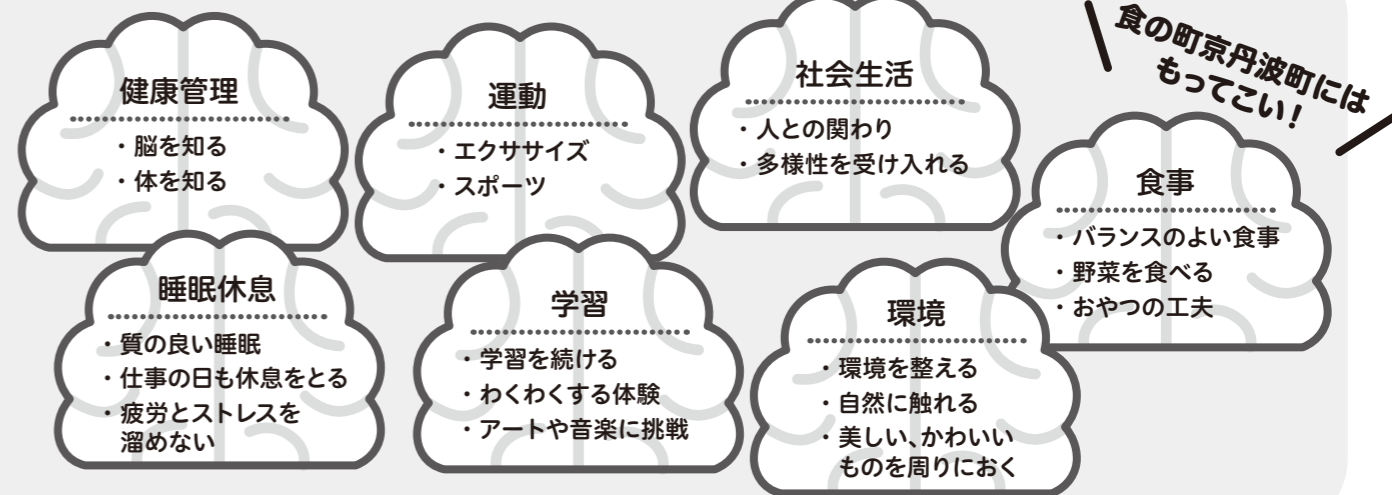 健康管理
・脳を知る
・体を知る
運動
・エクササイズ
・スポーツ
社会生活
・人との関わり
・多様性を受け入れる
食の町京丹波町には
もってこい！
食事
・バランスのよい食事
・野菜を食べる
・おやつの工夫
睡眠休息
・質の良い睡眠
・仕事の日も休息をとる
・疲労とストレスを
溜めない
学習
・学習を続ける
・わくわくする体験
・アートや音楽に挑戦
環境
・環境を整える
・自然に触れる
・美しい、かわいい
ものを周りにおく